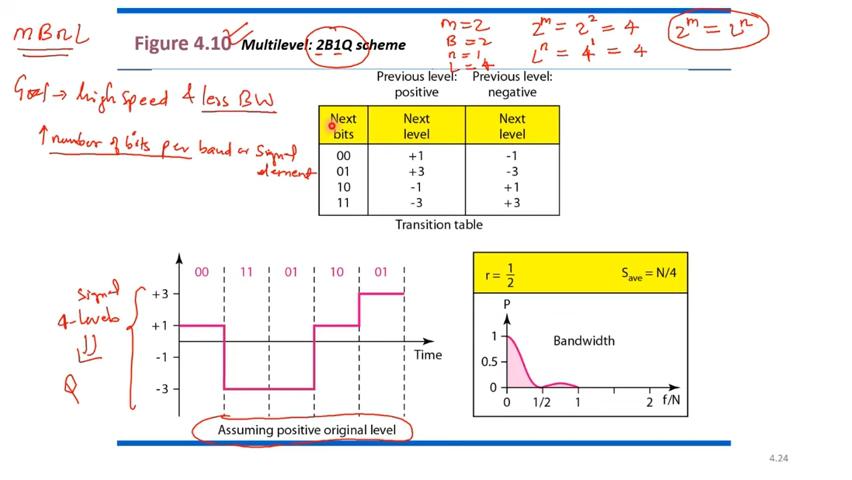 mBnL
Figure 4.10 Multilevel: 2B1Q scheme
m=2
B=2
n=1
L=4
2^m = 2^2 = 4
L^n = 4^1 = 4
2^m = L^n
Goal → high speed & less BW
↑ number of bits per band or signal
element
Previous level: positive
Previous level: negative
Next bits
Next level
Next level
00 +1 -1
01 +3 -3
10 -1 +1
11 -3 +3
Transition table
00 11 01 10 01
+3
+1
-1
-3
Time
Assuming positive original level
Signal
4-levels
Q
r = 1/2
Save = N/4
P
Bandwidth
1
0.5
0
0 1/2 1 2 f/N
4.24